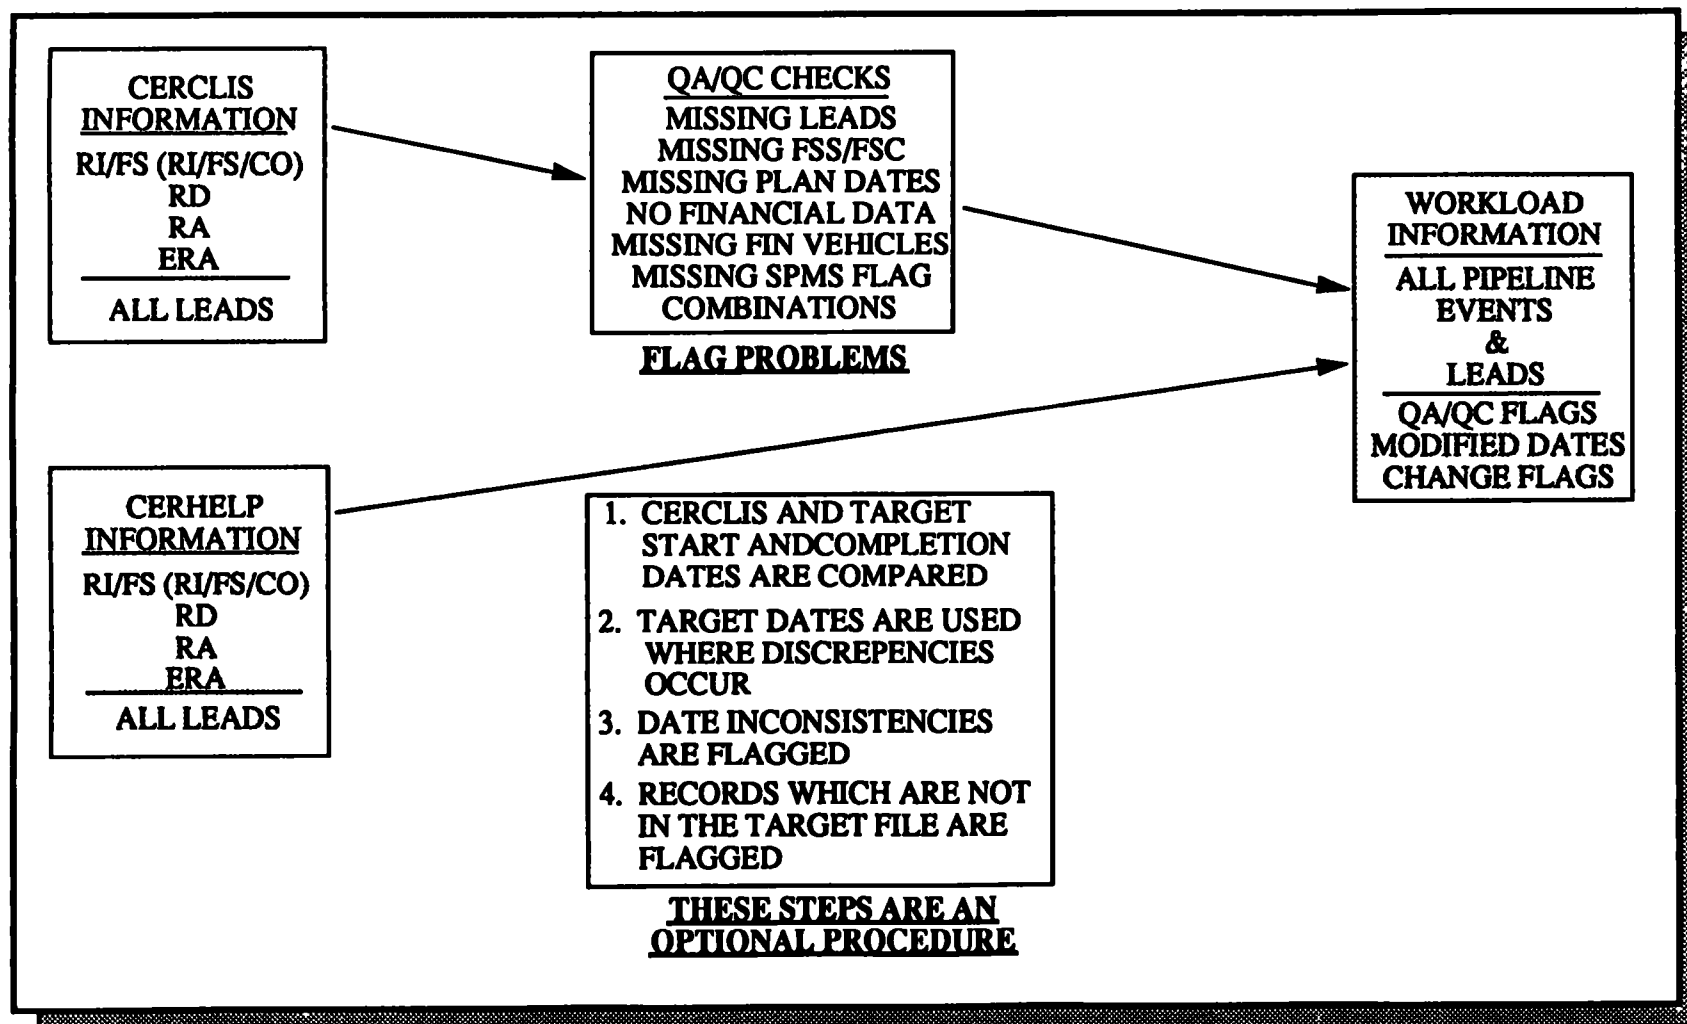 CERCLIS
INFORMATION
RI/FS (RI/FS/CO)
RD
RA
ERA
ALL LEADS
QA/QC CHECKS
MISSING LEADS
MISSING FSS/FSC
MISSING PLAN DATES
NO FINANCIAL DATA
MISSING FIN VEHICLES
MISSING SPMS FLAG
COMBINATIONS
FLAG PROBLEMS
WORKLOAD
INFORMATION
ALL PIPELINE
EVENTS
&
LEADS
QA/QC FLAGS
MODIFIED DATES
CHANGE FLAGS
CERHELP
INFORMATION
RI/FS (RI/FS/CO)
RD
RA
ERA
ALL LEADS
1. CERCLIS AND TARGET
START ANDCOMPLETION
DATES ARE COMPARED
2. TARGET DATES ARE USED
WHERE DISCREPENCIES
OCCUR
3. DATE INCONSISTENCIES
ARE FLAGGED
4. RECORDS WHICH ARE NOT
IN THE TARGET FILE ARE
FLAGGED
THESE STEPS ARE AN
OPTIONAL PROCEDURE